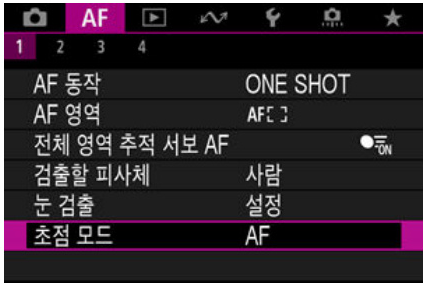 AF
1 2 3 4
AF 동작 ONE SHOT
AF 영역 AF[ ]
전체 영역 추적 서보 AF ON
검출할 피사체 사람
눈 검출 설정
초점 모드 AF